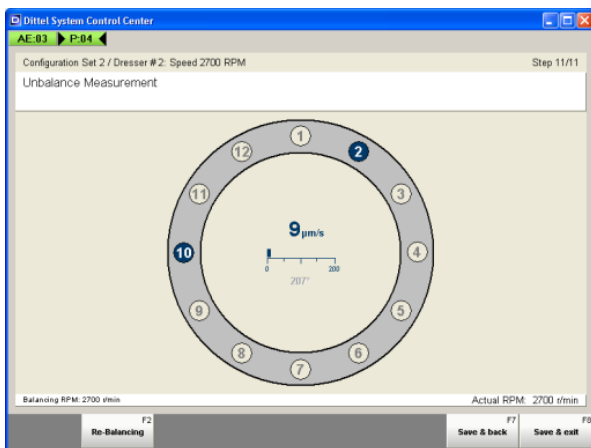 Dittel System Control Center
AE:03 P:04
Configuration Set 2 / Dresser #2: Speed 2700 RPM Step 11/11
Unbalance Measurement
1
12 2
11 3
9 µm/s
10 4
0 200
207°
9 5
8 6
7
Balancing RPM: 2700 r/min Actual RPM: 2700 r/min
F2 F7 F8
Re-Balancing Save & back Save & exit